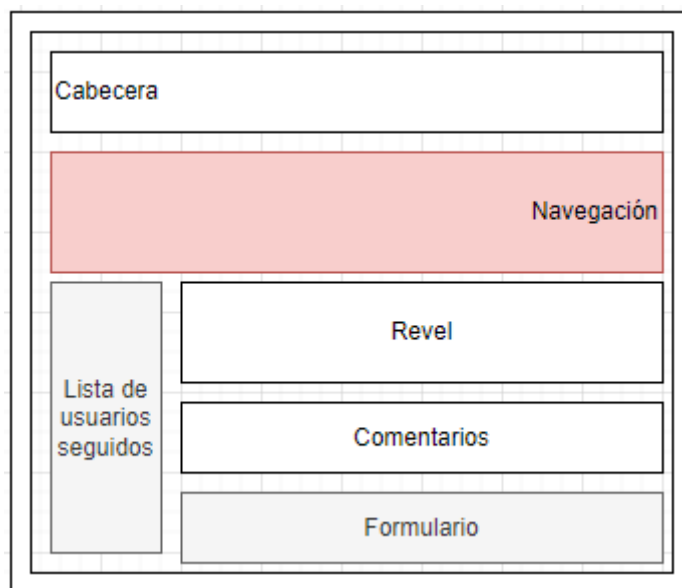 Cabecera
Navegación
Lista de
usuarios
seguidos
Revel
Comentarios
Formulario